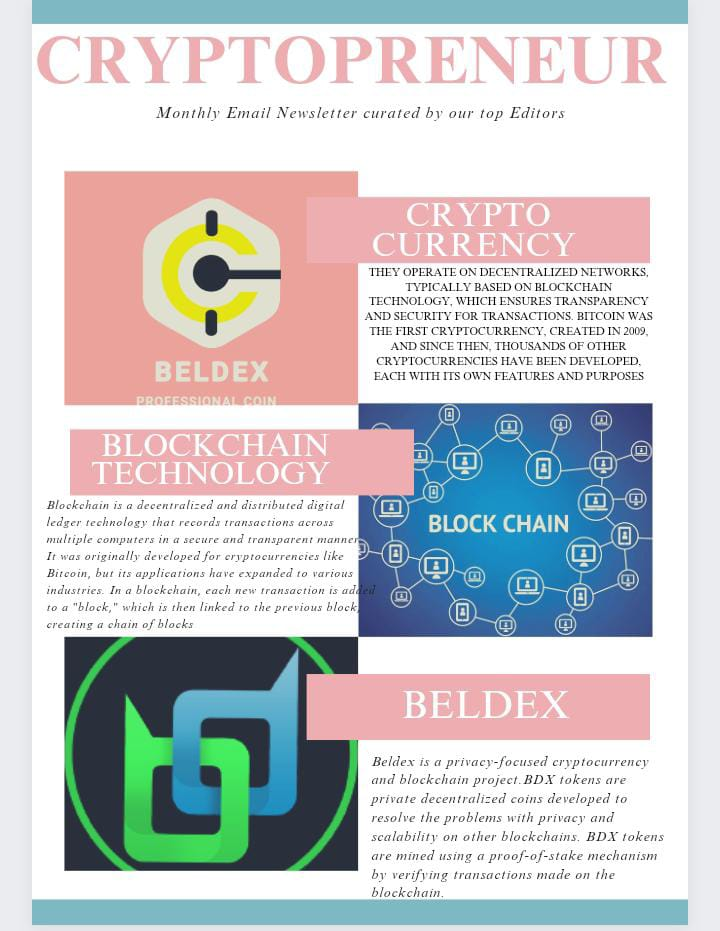 CRYPTOPRENEUR
Monthly Email Newsletter curated by our top Editors
BELDEX
PROFESSIONAL COIN
CRYPTO
CURRENCY
THEY OPERATE ON DECENTRALIZED NETWORKS,
TYPICALLY BASED ON BLOCKCHAIN
TECHNOLOGY, WHICH ENSURES TRANSPARENCY
AND SECURITY FOR TRANSACTIONS. BITCOIN WAS
THE FIRST CRYPTOCURRENCY, CREATED IN 2009,
AND SINCE THEN, THOUSANDS OF OTHER
CRYPTOCURRENCIES HAVE BEEN DEVELOPED,
EACH WITH ITS OWN FEATURES AND PURPOSES
BLOCKCHAIN
TECHNOLOGY
Blockchain is a decentralized and distributed digital
ledger technology that records transactions across
multiple computers in a secure and transparent manner.
It was originally developed for cryptocurrencies like
Bitcoin, but its applications have expanded to various
industries. In a blockchain, each new transaction is added
to a "block," which is then linked to the previous block,
creating a chain of blocks
BLOCK CHAIN
BELDEX
Beldex is a privacy-focused cryptocurrency
and blockchain project.BDX tokens are
private decentralized coins developed to
resolve the problems with privacy and
scalability on other blockchains. BDX tokens
are mined using a proof-of-stake mechanism
by verifying transactions made on the
blockchain.